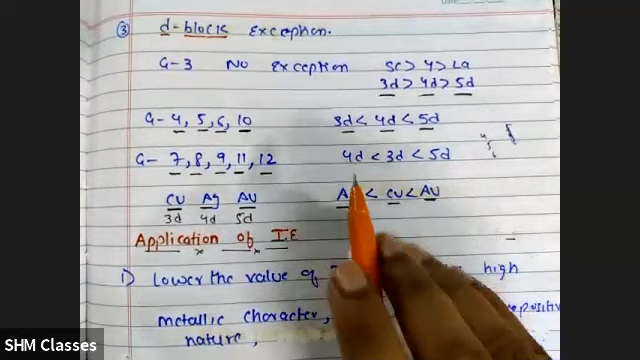 ③ d-block Exception.
G-3 No Exception Sc > Y > La
3d > 4d > 5d
G- 4, 5, 6, 10 3d < 4d < 5d
G- 7, 8, 9, 11, 12 4d < 3d < 5d
Cu Ag Au < Cu < Au
3d 4d 5d
Application of I.E
1) Lower the value of high
metallic character,
nature,
SHM Classes